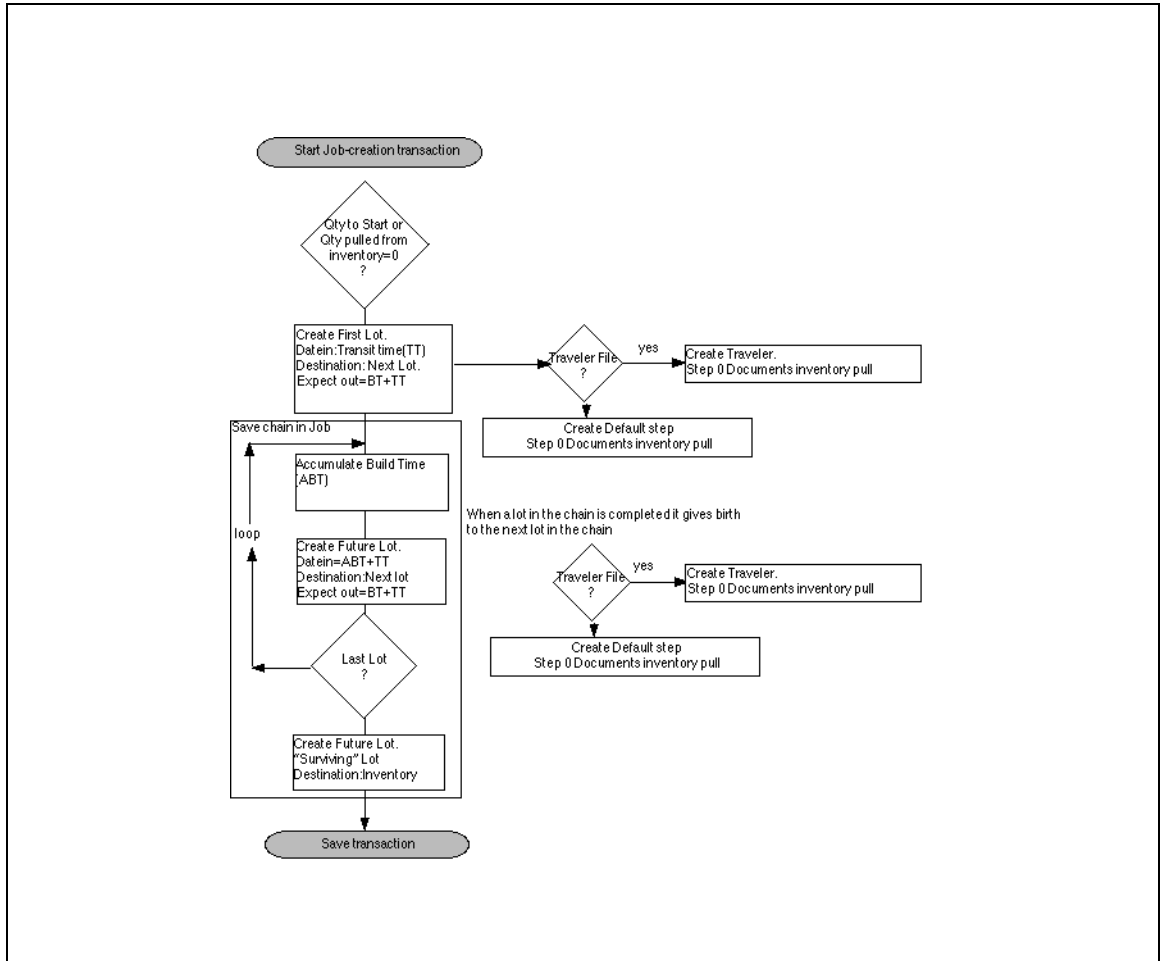 Start Job-creation transaction
Qty to Start or
Qty pulled from
inventory=0
?
Create First Lot.
Datein:Transit time(TT)
Destination: Next Lot.
Expect out=BT+TT
Traveler File
?
yes
Create Traveler.
Step 0 Documents inventory pull
Create Default step
Step 0 Documents inventory pull
Save chain in Job
Accumulate Build Time
(ABT)
loop
Create Future Lot.
Datein=ABT+TT
Destination:Next lot
Expect out=BT+TT
When a lot in the chain is completed it gives birth
to the next lot in the chain
Traveler File
?
yes
Create Traveler.
Step 0 Documents inventory pull
Create Default step
Step 0 Documents inventory pull
Last Lot
?
Create Future Lot.
"Surviving" Lot
Destination:Inventory
Save transaction